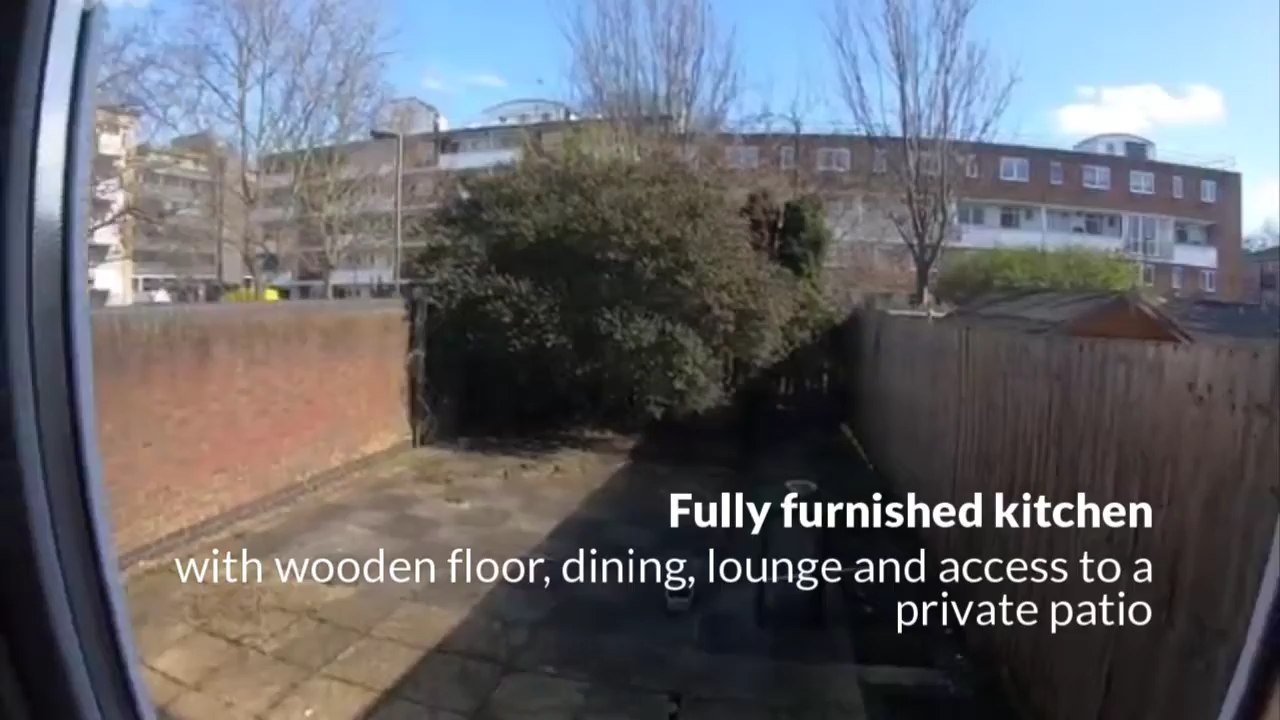 Fully furnished kitchen
with wooden floor, dining, lounge and access to a
private patio